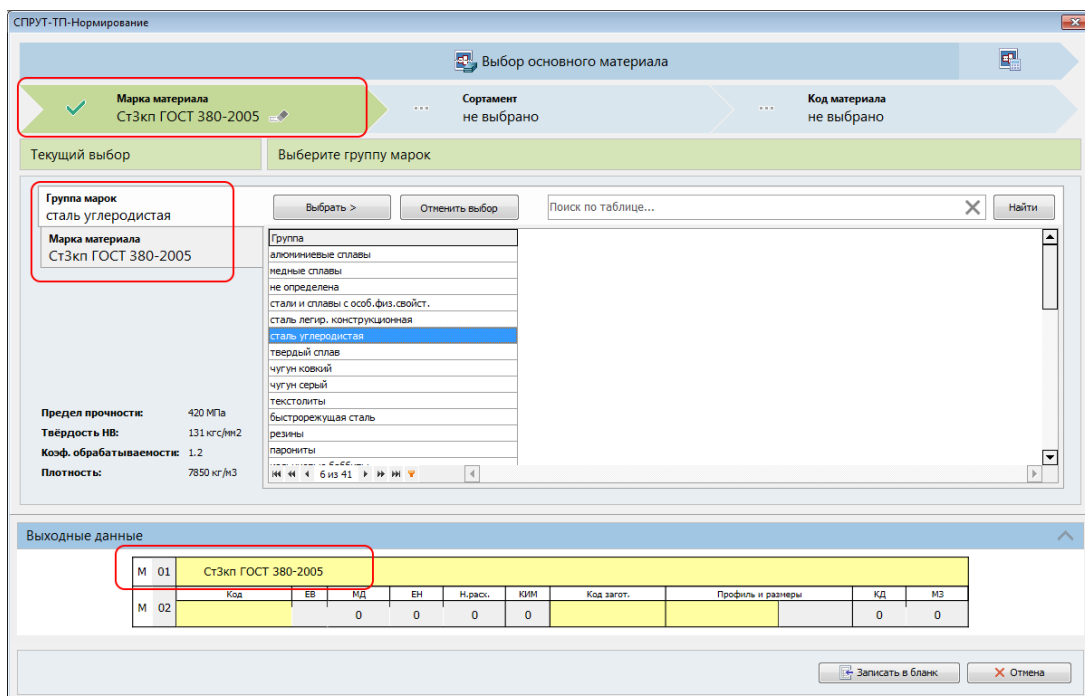 СПРУТ-ТП-Нормирование
Выбор основного материала
Марка материала
Ст3кп ГОСТ 380-2005
Сортамент
не выбрано
Код материала
не выбрано
Текущий выбор
Выберите группу марок
Группа марок
сталь углеродистая
Марка материала
Ст3кп ГОСТ 380-2005
Выбрать >
Отменить выбор
Поиск по таблице...
Найти
Группа
алюминиевые сплавы
медные сплавы
не определена
стали и сплавы с особ.физ.свойст.
сталь легир. конструкционная
сталь углеродистая
твердый сплав
чугун ковкий
чугун серый
текстолиты
быстрорежущая сталь
резины
парониты
6 из 41
Предел прочности: 420 МПа
Твёрдость НВ: 131 кгс/мм2
Коэф. обрабатываемости: 1.2
Плотность: 7850 кг/м3
Выходные данные
М 01 Ст3кп ГОСТ 380-2005
Код ЕВ МД ЕН Н.расх. КИМ Код загот. Профиль и размеры КД МЗ
М 02 0 0 0 0 0 0
Записать в бланк
Отмена